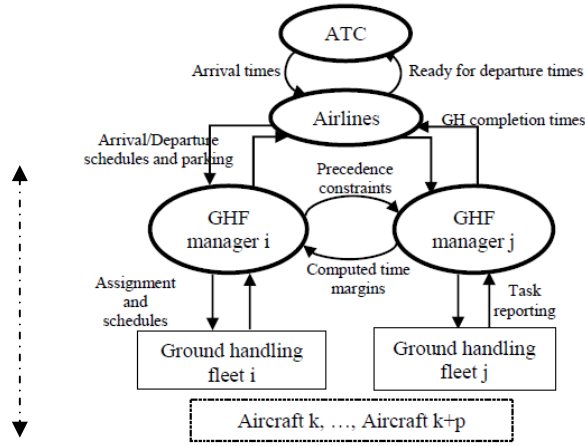 ATC
Arrival times
Ready for departure times
Airlines
GH completion times
Arrival/Departure
schedules and parking
Precedence
constraints
GHF
manager i
GHF
manager j
Computed time
margins
Assignment
and
schedules
Task
reporting
Ground handling
fleet i
Ground handling
fleet j
Aircraft k, …, Aircraft k+p